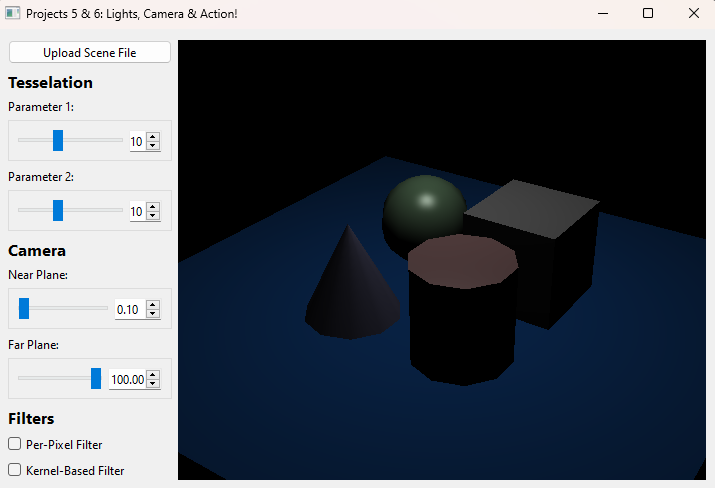 Projects 5 & 6: Lights, Camera & Action!
Upload Scene File
Tesselation
Parameter 1:
10
Parameter 2:
10
Camera
Near Plane:
0.10
Far Plane:
100.00
Filters
Per-Pixel Filter
Kernel-Based Filter